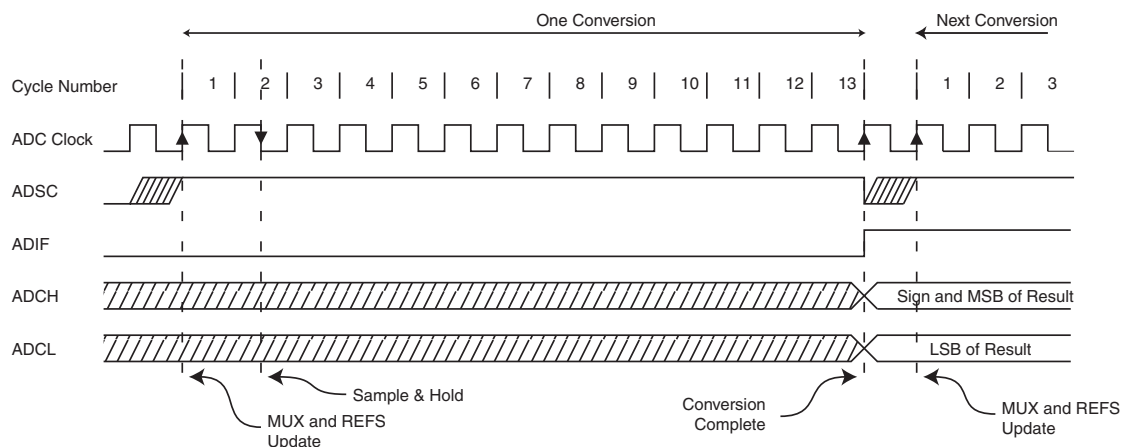 One Conversion
Next Conversion
Cycle Number 1 2 3 4 5 6 7 8 9 10 11 12 13 1 2 3
ADC Clock
ADSC
ADIF
ADCH
Sign and MSB of Result
ADCL
LSB of Result
MUX and REFS
Update
Sample & Hold
Conversion
Complete
MUX and REFS
Update